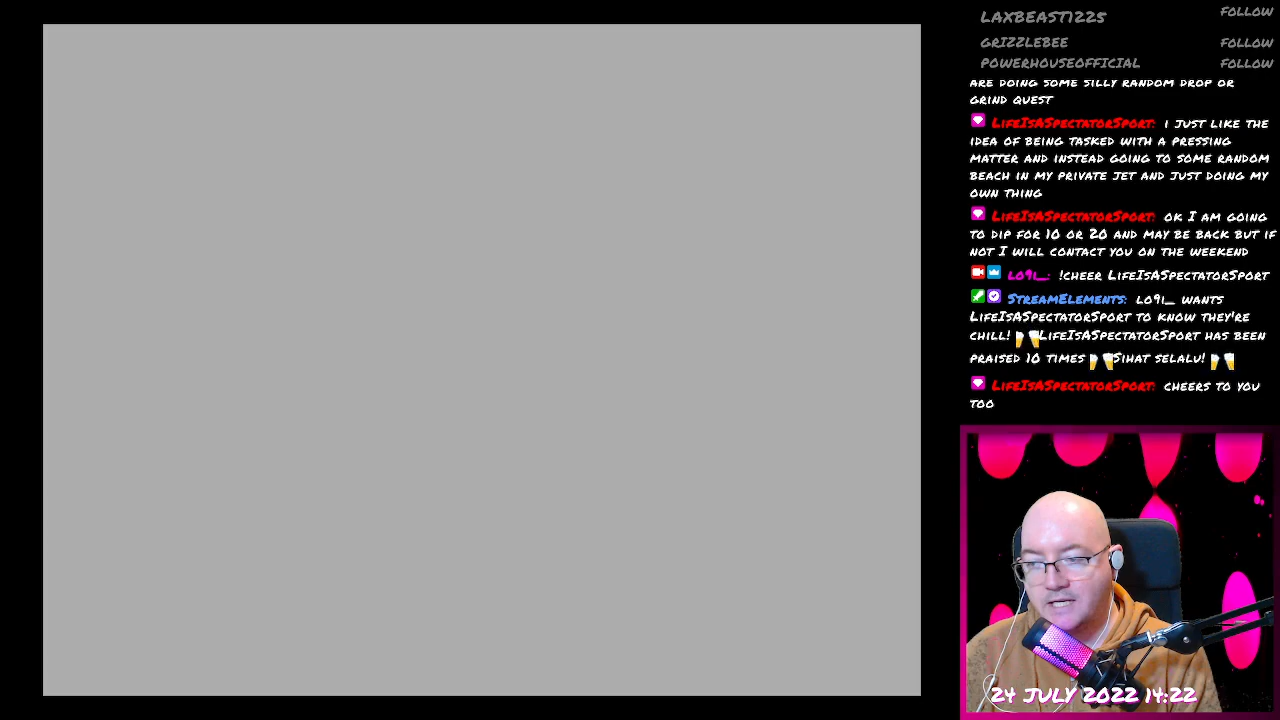 LAXBEAST1225 FOLLOW
GRIZZLEBEE FOLLOW
POWERHOUSEOFFICIAL FOLLOW
ARE DOING SOME SILLY RANDOM DROP OR
GRIND QUEST
LifeIsASpectatorSport: I JUST LIKE THE
IDEA OF BEING TASKED WITH A PRESSING
MATTER AND INSTEAD GOING TO SOME RANDOM
BEACH IN MY PRIVATE JET AND JUST DOING MY
OWN THING
LifeIsASpectatorSport: OK I AM GOING
TO DIP FOR 10 OR 20 AND MAY BE BACK BUT IF
NOT I WILL CONTACT YOU ON THE WEEKEND
lo9i_: !cheer LifeIsASpectatorSport
StreamElements: lo9i_ WANTS
LifeIsASpectatorSport TO KNOW THEY'RE
CHILL! LifeIsASpectatorSport HAS BEEN
PRAISED 10 TIMES SIHAT SELALU!
LifeIsASpectatorSport: CHEERS TO YOU
TOO
24 JULY 2022 14:22